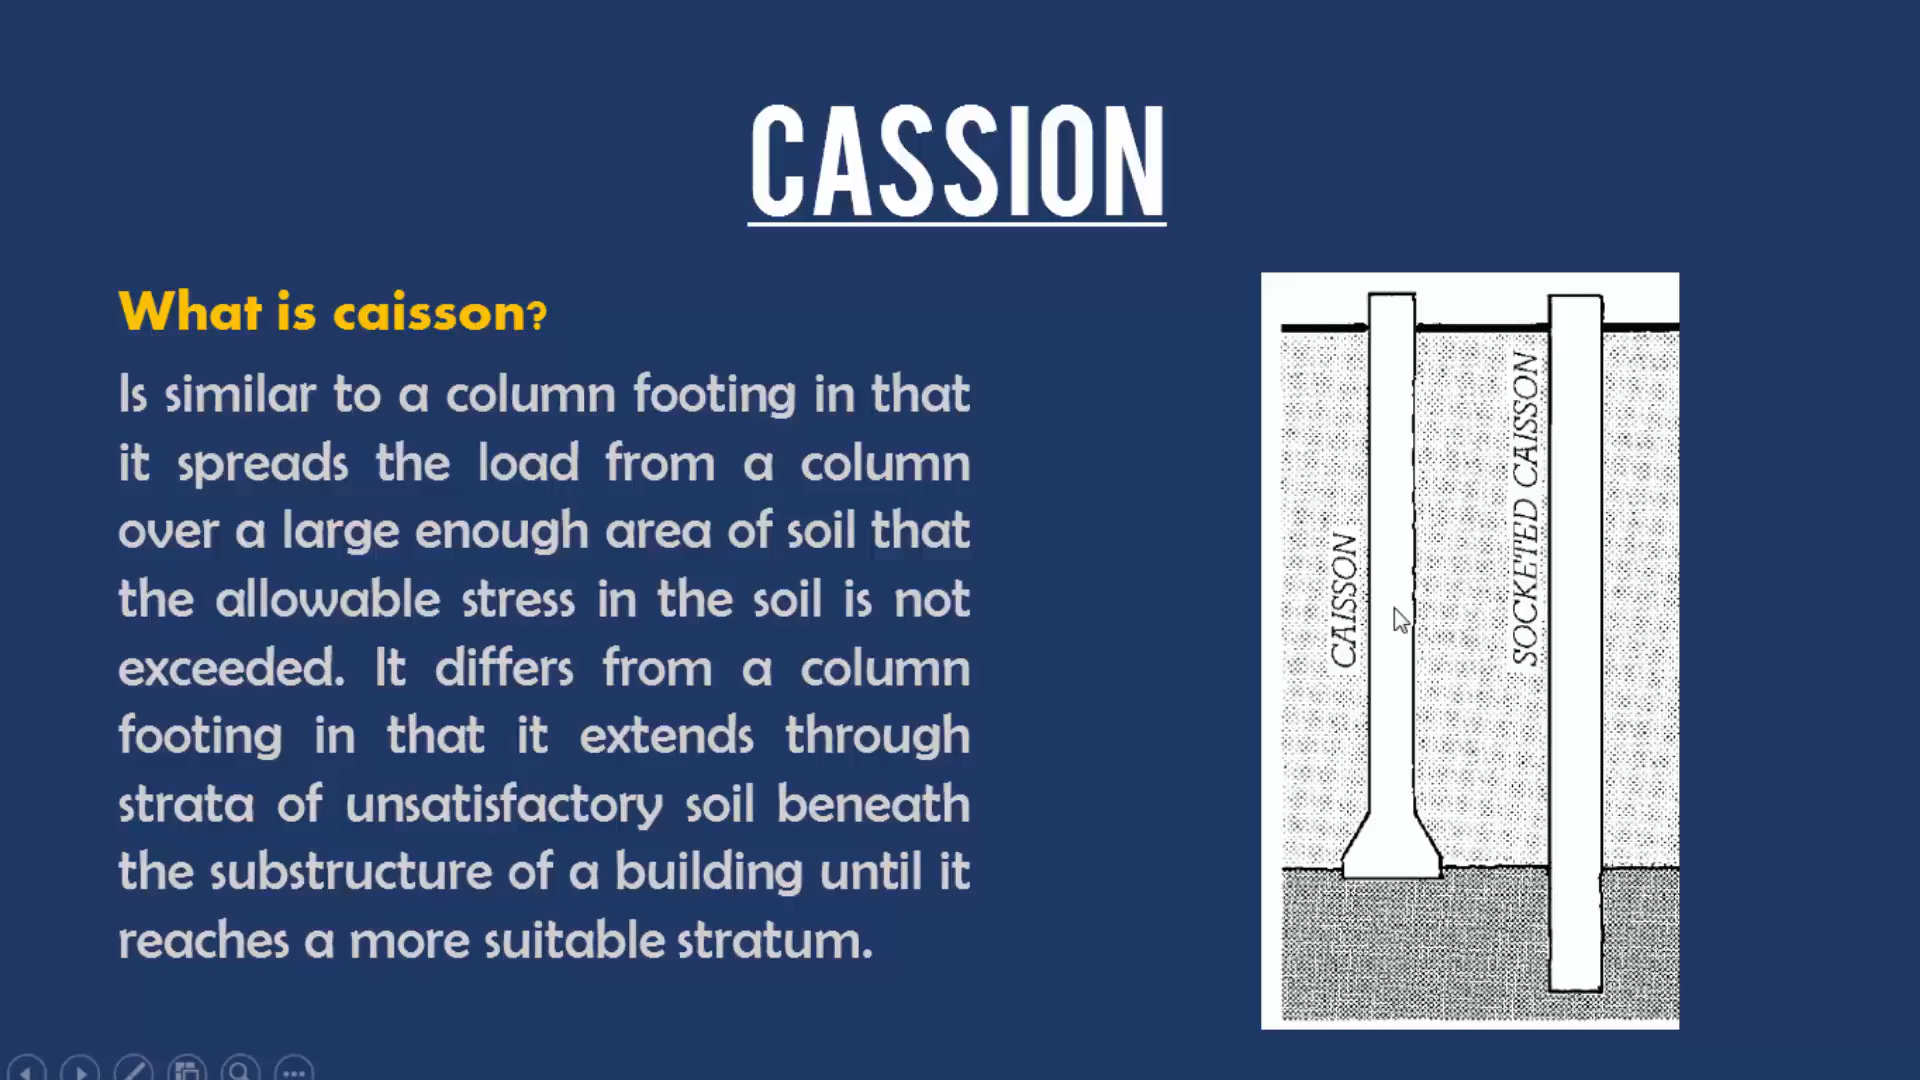 CASSION
What is caisson?
Is similar to a column footing in that
it spreads the load from a column
over a large enough area of soil that
the allowable stress in the soil is not
exceeded. It differs from a column
footing in that it extends through
strata of unsatisfactory soil beneath
the substructure of a building until it
reaches a more suitable stratum.
CAISSON
SOCKETED CAISSON